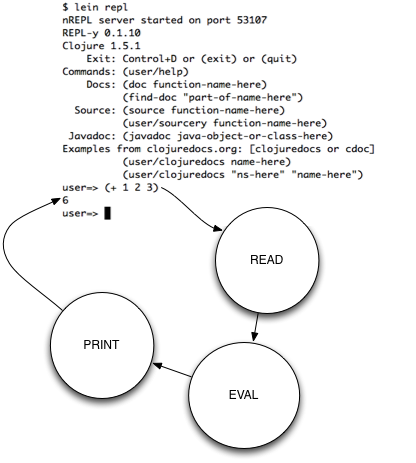 $ lein repl
nREPL server started on port 53107
REPL-y 0.1.10
Clojure 1.5.1
Exit: Control+D or (exit) or (quit)
Commands: (user/help)
Docs: (doc function-name-here)
(find-doc "part-of-name-here")
Source: (source function-name-here)
(user/sourcery function-name-here)
Javadoc: (javadoc java-object-or-class-here)
Examples from clojuredocs.org: [clojuredocs or cdoc]
(user/clojuredocs name-here)
(user/clojuredocs "ns-here" "name-here")
user=> (+ 1 2 3)
6
user=>
READ
PRINT
EVAL